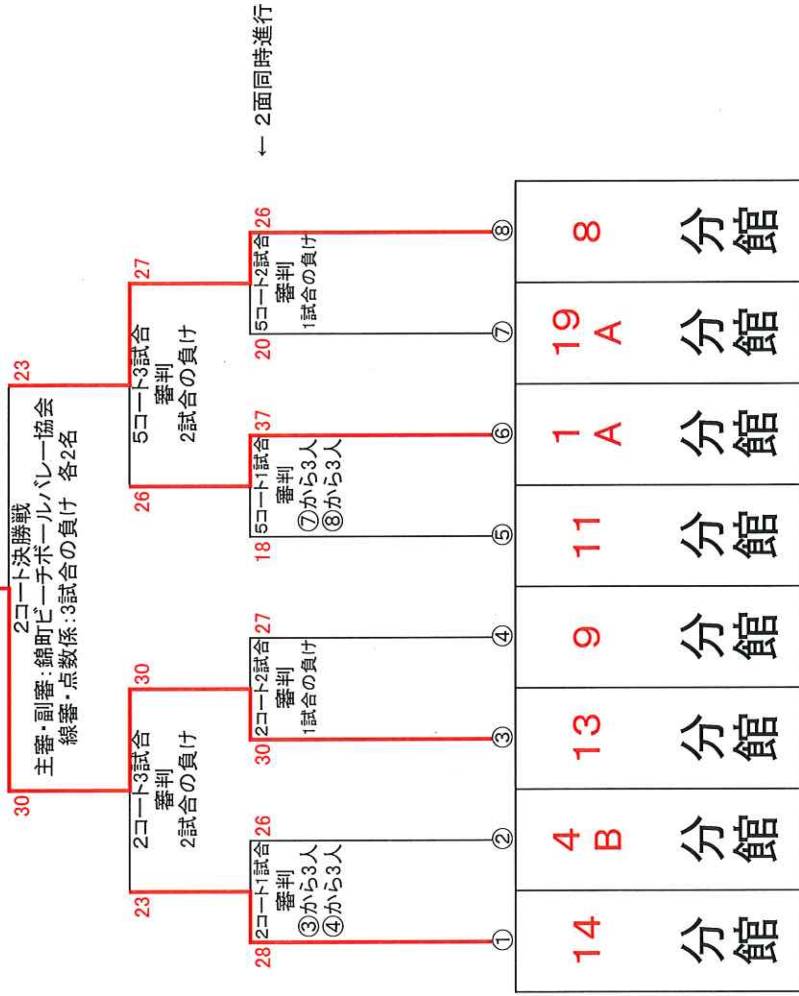 ← 2面同時進行
23
2コート決勝戦
主審・副審：錦町ビーチボールバレー協会
線審・点数係：3試合の負け 各2名
30
27
5コート3試合
審判
2試合の負け
26
30
2コート3試合
審判
2試合の負け
23
26
5コート2試合
審判
1試合の負け
20
37
5コート1試合
審判
⑦から3人
⑧から3人
18
27
2コート2試合
審判
1試合の負け
30
26
2コート1試合
審判
③から3人
④から3人
28
⑧
⑦
⑥
⑤
④
③
②
①
8
分館
19
A
分館
1
A
分館
11
分館
9
分館
13
分館
4
B
分館
14
分館